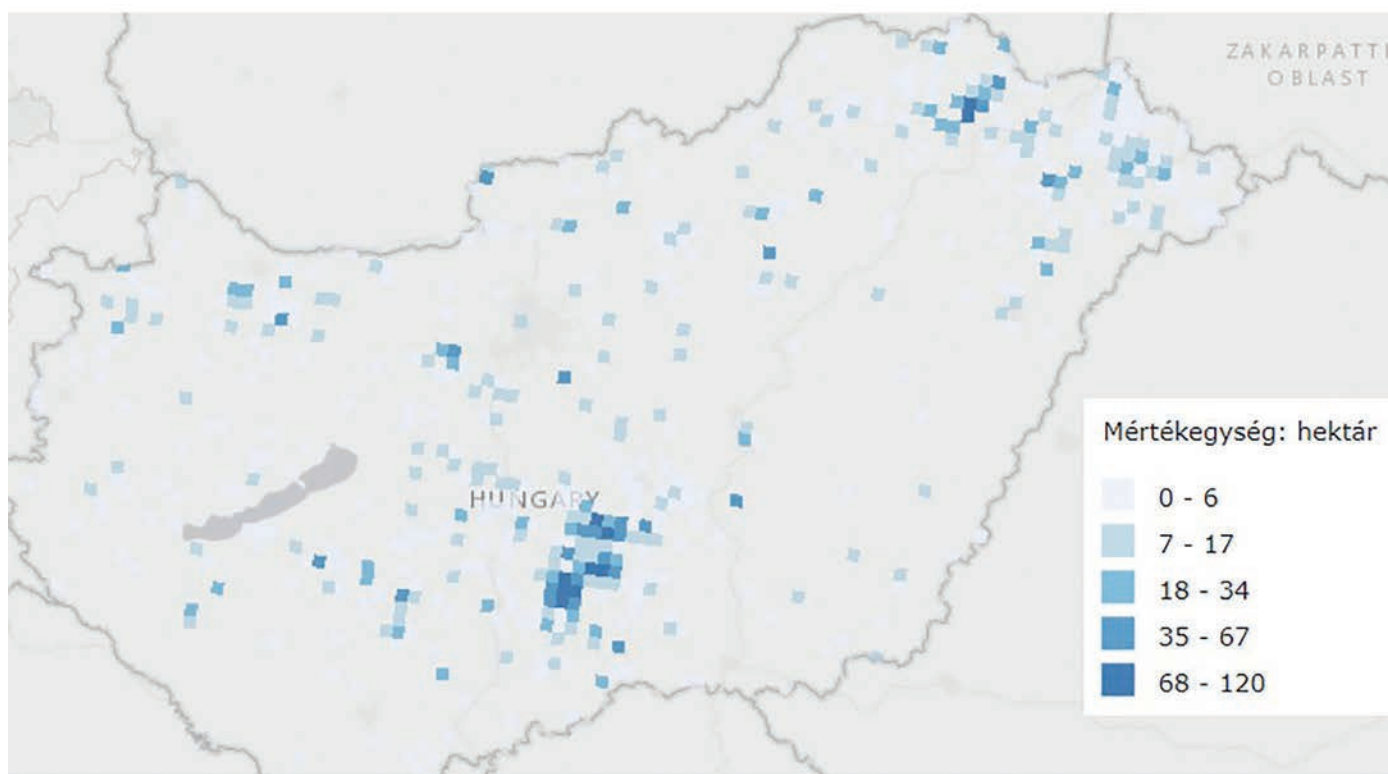 ZAKARPATTI
OBLAST
HUNGARY
Mértékegység: hektár
0 - 6
7 - 17
18 - 34
35 - 67
68 - 120